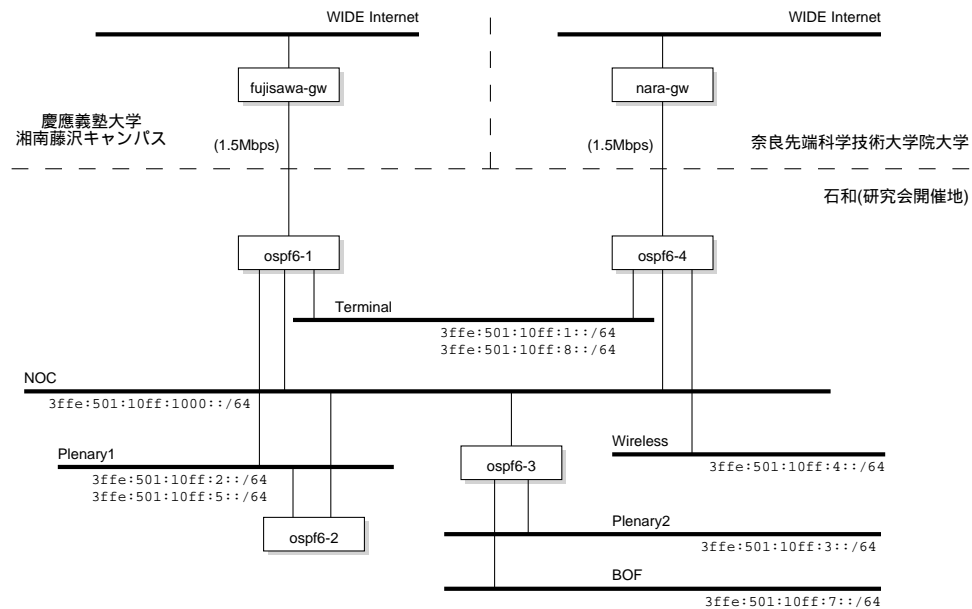 WIDE Internet
WIDE Internet
fujisawa-gw
nara-gw
慶應義塾大学
湘南藤沢キャンパス
(1.5Mbps)
(1.5Mbps)
奈良先端科学技術大学院大学
石和(研究会開催地)
ospf6-1
ospf6-4
Terminal
3ffe:501:10ff:1::/64
3ffe:501:10ff:8::/64
NOC
3ffe:501:10ff:1000::/64
Plenary1
3ffe:501:10ff:2::/64
3ffe:501:10ff:5::/64
ospf6-2
ospf6-3
Wireless
3ffe:501:10ff:4::/64
Plenary2
3ffe:501:10ff:3::/64
BOF
3ffe:501:10ff:7::/64